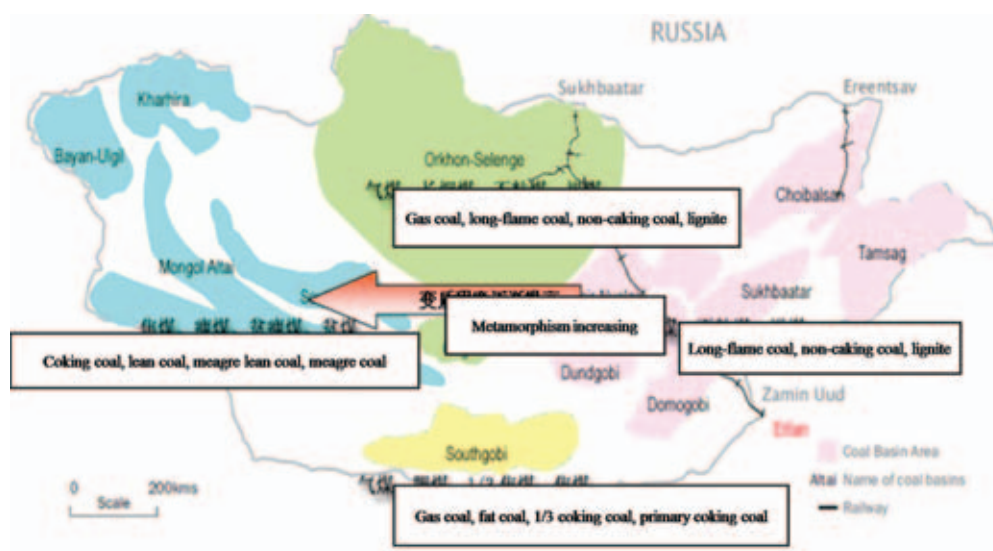 RUSSIA
Sukhbaatar
Ereentsav
Kharhira
Bayan-Ulgil
Orkhon-Selenge
Chobalsan
Gas coal, long-flame coal, non-caking coal, lignite
Tamsag
Mongol Altai
Sukhbaatar
Metamorphism increasing
Coking coal, lean coal, meagre lean coal, meagre coal
Long-flame coal, non-caking coal, lignite
Dundgobi
Domogobi
Zamin Uud
Southgobi
Coal Basin Area
Altai Name of coal basins
Railway
0 200kms
Scale
Gas coal, fat coal, 1/3 coking coal, primary coking coal